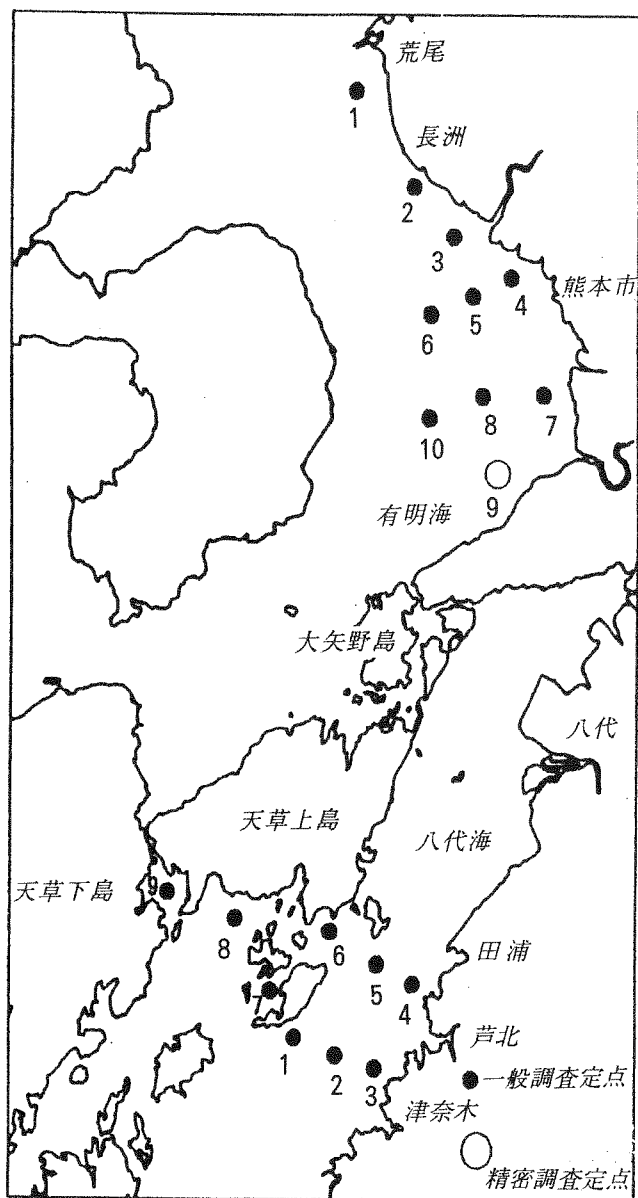 荒尾
1
長洲
2
3
4
熊本市
5
6
8
7
10
9
有明海
大矢野島
八代
天草上島
八代海
天草下島
9
8
6
田浦
5
4
7
芦北
1
2
3
一般調査定点
津奈木
精密調査定点